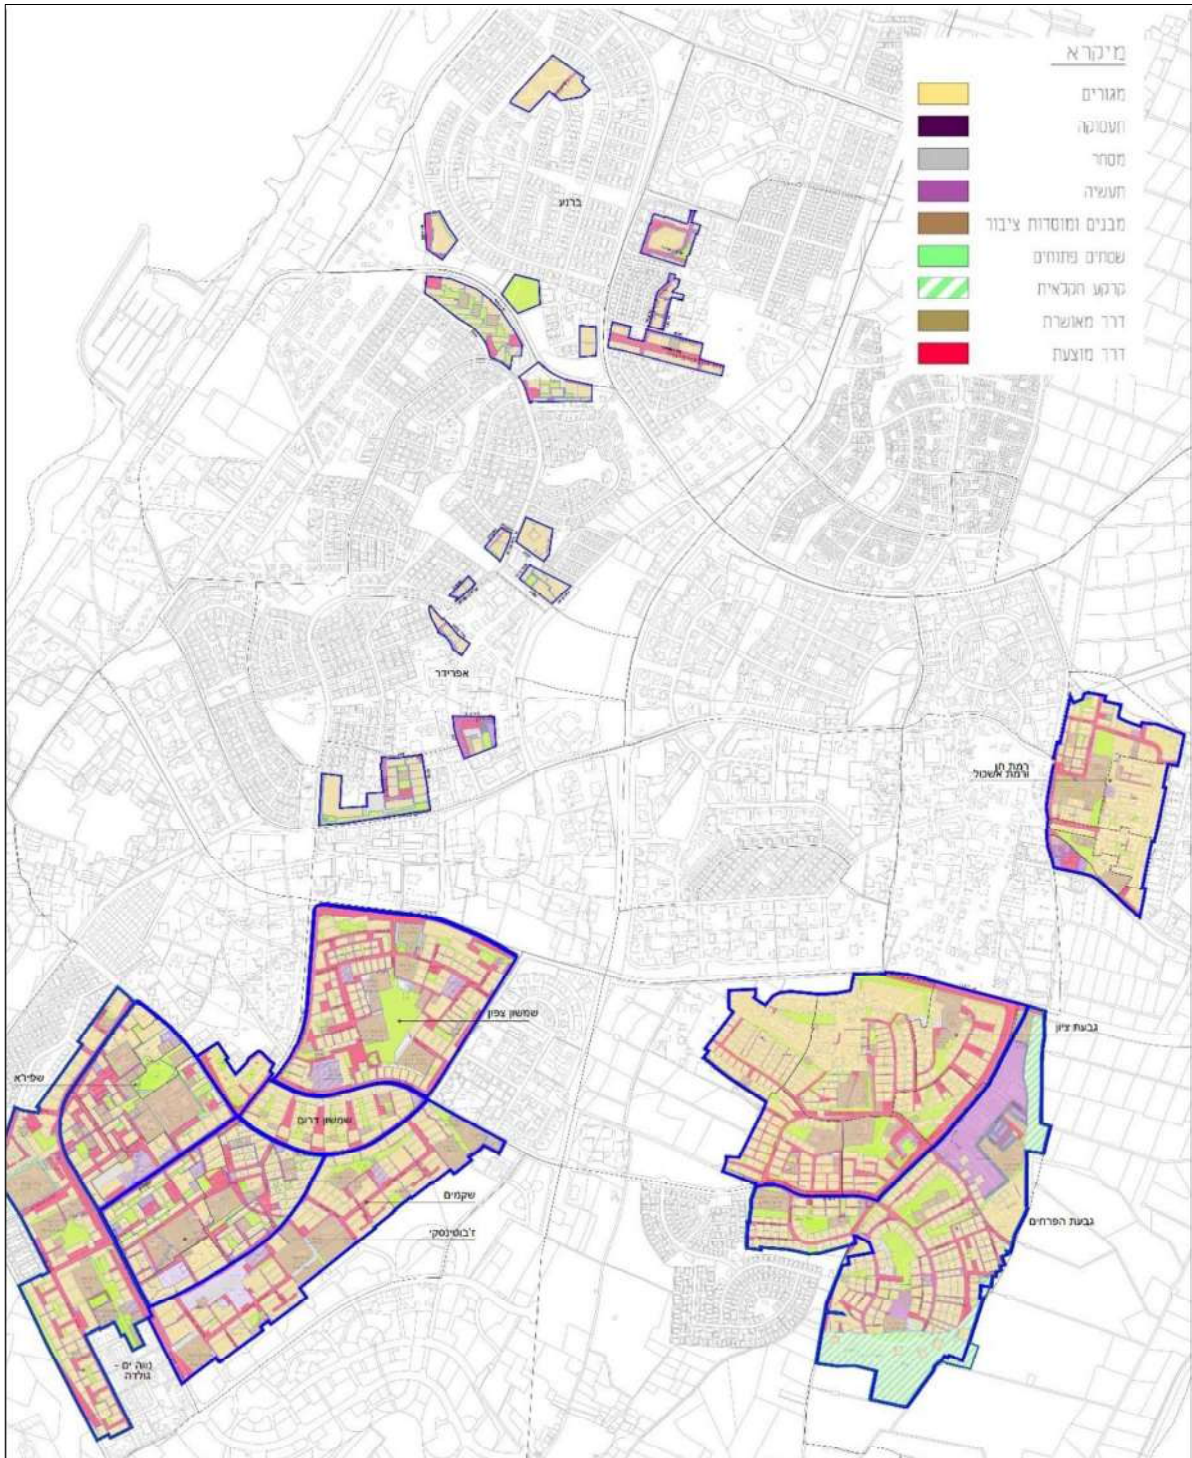 מיקרא
מגורים
תעסוקה
מסחר
תעשיה
מבנים ומוסדות ציבור
שטחים פתוחים
קרקע חקלאית
דרך מאושרת
דרך מוצעת
ברנע
אפרידר
רמת חן
ורמת אשכול
שמשון צפון
גבעת ציון
שפירא
שמשון דרום
שקמים
גבעת הפרחים
ז'בוטינסקי
נווה ים -
גולדה